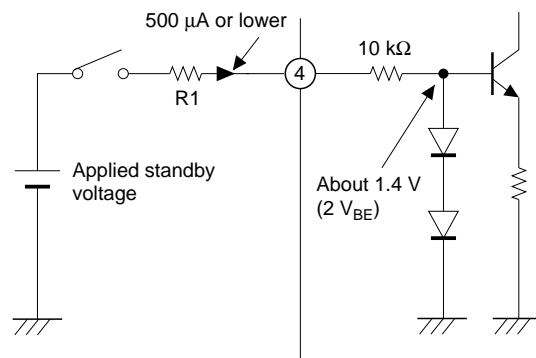 500 µA or lower
4
10 kΩ
R1
Applied standby
voltage
About 1.4 V
(2 VBE)